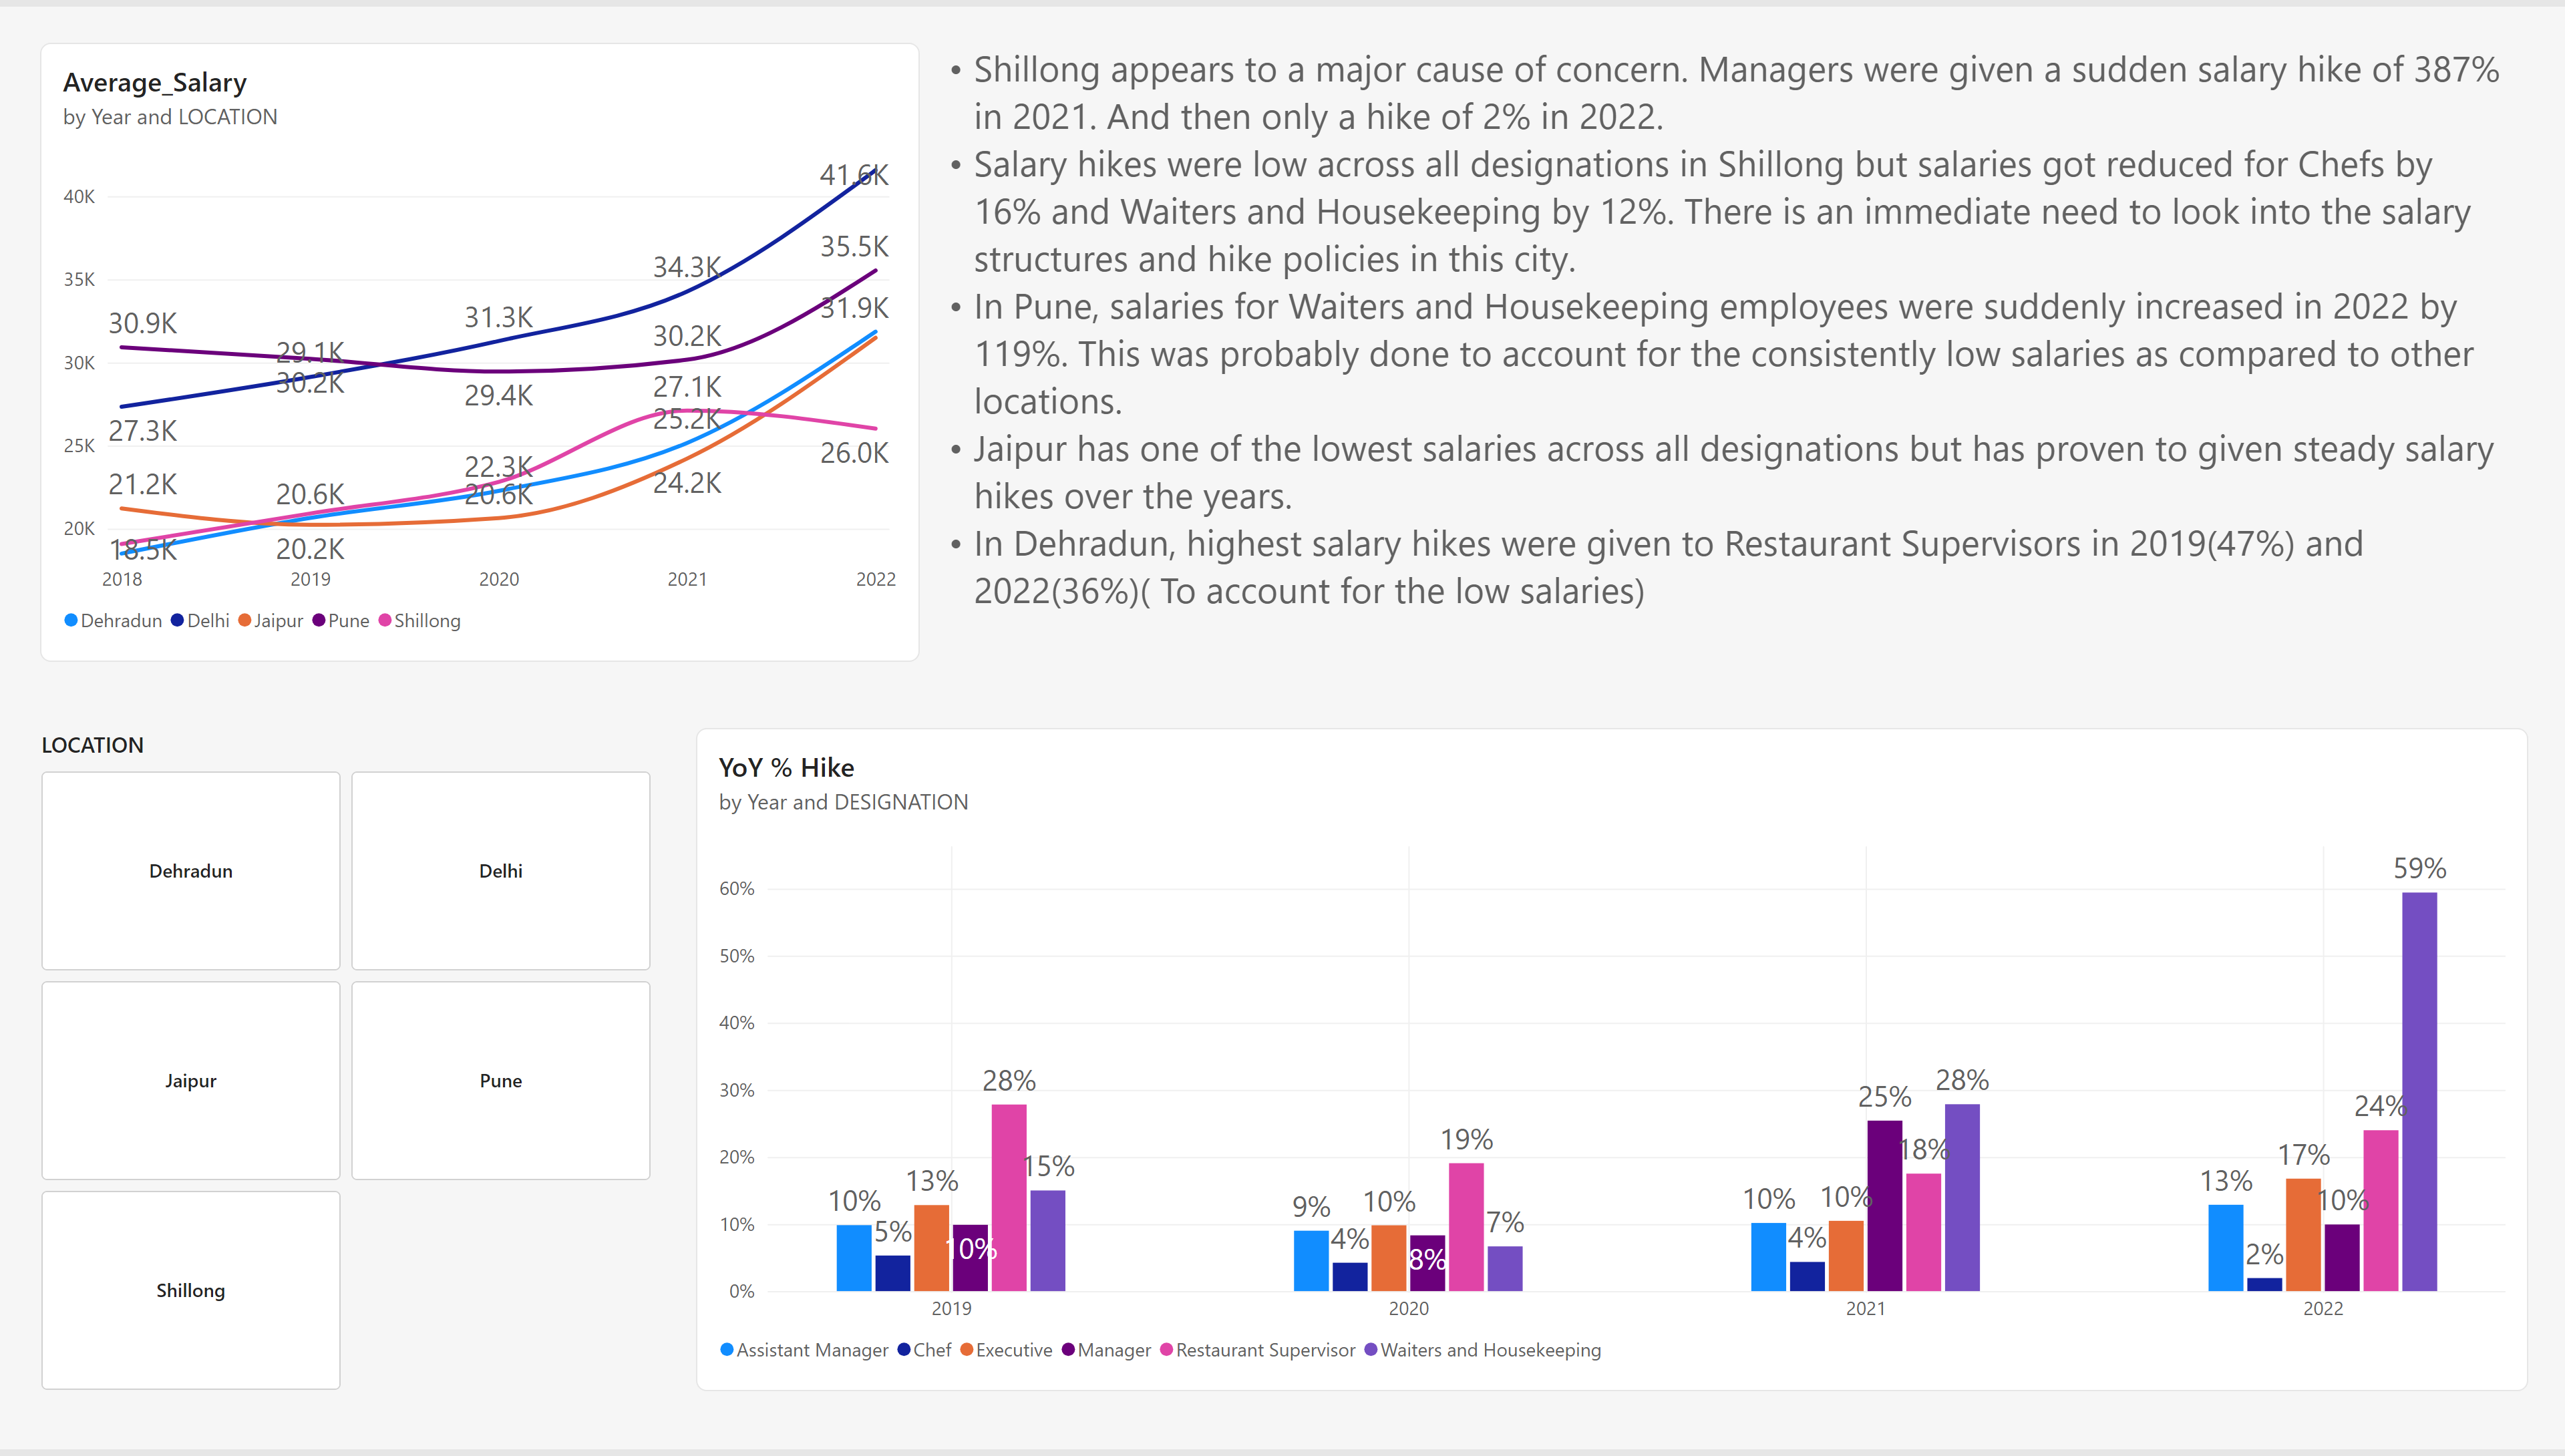 Average_Salary
by Year and LOCATION
40K
35K
30K
25K
20K
30.9K
27.3K
21.2K
18.5K
29.1K
30.2K
20.6K
20.2K
31.3K
29.4K
22.3K
20.6K
34.3K
30.2K
27.1K
25.2K
24.2K
41.6K
35.5K
31.9K
26.0K
2018 2019 2020 2021 2022
Dehradun Delhi Jaipur Pune Shillong
• Shillong appears to a major cause of concern. Managers were given a sudden salary hike of 387%
in 2021. And then only a hike of 2% in 2022.
• Salary hikes were low across all designations in Shillong but salaries got reduced for Chefs by
16% and Waiters and Housekeeping by 12%. There is an immediate need to look into the salary
structures and hike policies in this city.
• In Pune, salaries for Waiters and Housekeeping employees were suddenly increased in 2022 by
119%. This was probably done to account for the consistently low salaries as compared to other
locations.
• Jaipur has one of the lowest salaries across all designations but has proven to given steady salary
hikes over the years.
• In Dehradun, highest salary hikes were given to Restaurant Supervisors in 2019(47%) and
2022(36%)( To account for the low salaries)
LOCATION
Dehradun
Delhi
Jaipur
Pune
Shillong
YoY % Hike
by Year and DESIGNATION
60%
50%
40%
30%
20%
10%
0%
10% 5% 13% 10% 28% 15%
9% 4% 10% 8% 19% 7%
10% 4% 10% 25% 18% 28%
13% 2% 17% 10% 24% 59%
2019 2020 2021 2022
Assistant Manager Chef Executive Manager Restaurant Supervisor Waiters and Housekeeping